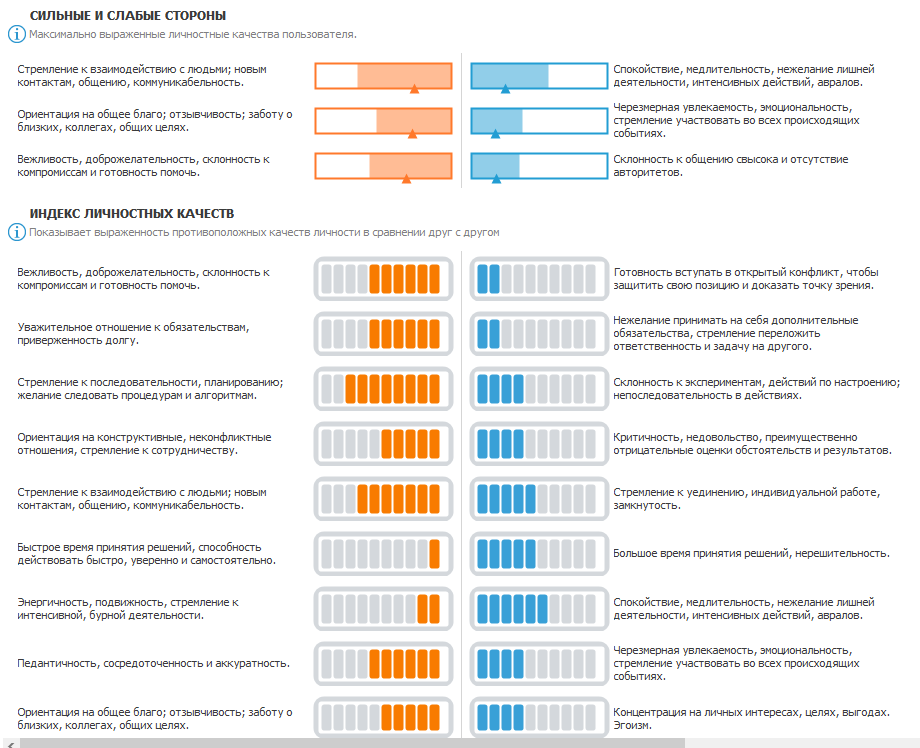 СИЛЬНЫЕ И СЛАБЫЕ СТОРОНЫ
i Максимально выраженные личностные качества пользователя.
Стремление к взаимодействию с людьми; новым
контактам, общению, коммуникабельность.
Спокойствие, медлительность, нежелание лишней
деятельности, интенсивных действий, авралов.
Ориентация на общее благо; отзывчивость; заботу о
близких, коллегах, общих целях.
Черезмерная увлекаемость, эмоциональность,
стремление участвовать во всех происходящих
событиях.
Вежливость, доброжелательность, склонность к
компромиссам и готовность помочь.
Склонность к общению свысока и отсутствие
авторитетов.
ИНДЕКС ЛИЧНОСТНЫХ КАЧЕСТВ
i Показывает выраженность противоположных качеств личности в сравнении друг с другом
Вежливость, доброжелательность, склонность к
компромиссам и готовность помочь.
Готовность вступать в открытый конфликт, чтобы
защитить свою позицию и доказать точку зрения.
Уважительное отношение к обязательствам,
приверженность долгу.
Нежелание принимать на себя дополнительные
обязательства, стремление переложить
ответственность и задачу на другого.
Стремление к последовательности, планированию;
желание следовать процедурам и алгоритмам.
Склонность к экспериментам, действий по настроению;
непоследовательность в действиях.
Ориентация на конструктивные, неконфликтные
отношения, стремление к сотрудничеству.
Критичность, недовольство, преимущественно
отрицательные оценки обстоятельств и результатов.
Стремление к взаимодействию с людьми; новым
контактам, общению, коммуникабельность.
Стремление к уединению, индивидуальной работе,
замкнутость.
Быстрое время принятия решений, способность
действовать быстро, уверенно и самостоятельно.
Большое время принятия решений, нерешительность.
Энергичность, подвижность, стремление к
интенсивной, бурной деятельности.
Спокойствие, медлительность, нежелание лишней
деятельности, интенсивных действий, авралов.
Педантичность, сосредоточенность и аккуратность.
Черезмерная увлекаемость, эмоциональность,
стремление участвовать во всех происходящих
событиях.
Ориентация на общее благо; отзывчивость; заботу о
близких, коллегах, общих целях.
Концентрация на личных интересах, целях, выгодах.
Эгоизм.